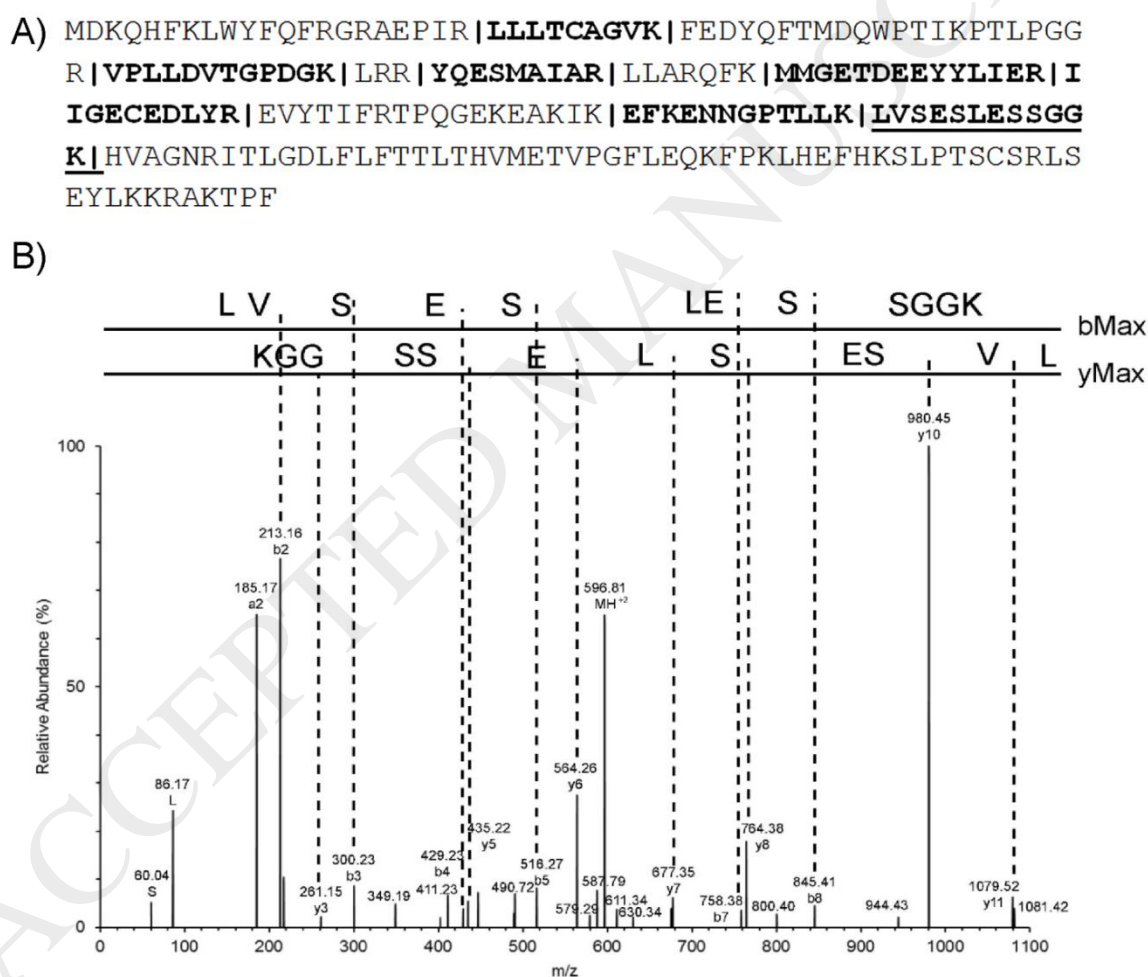 A) MDKQHFKLWYFQFRGRAEPIR|LLLTCAGVK|FEDYQFTMDQWPTIKPTLPGG
R|VPLLDVTGPDGK|LRR|YQESMAIAR|LLARQFK|MMGETDEEYYLIER|I
IGECEDLYR|EVYTIFRTPQGEKEAKIK|EFKENNGPTLLK|LVSESLESSGG
K|HVAGNRITLGDLFLFTTLTHVMETVPGFLEQKFPKLHEFHKSLPTSCSRLS
EYLKKRAKTPF
B)
L V S E S LE S SGGK bMax
KGG SS E L S ES V L yMax
Relative Abundance (%)
100
50
0
60.04
S
86.17
L
185.17
a2
213.16
b2
261.15
y3
300.23
b3
349.19
411.23
429.23
b4
435.22
y5
490.72
516.27
b5
564.26
y6
579.29
587.79
596.81
MH+2
611.34
630.34
677.35
y7
758.38
b7
764.38
y8
800.40
845.41
b8
944.43
980.45
y10
1079.52
y11
1081.42
0 100 200 300 400 500 600 700 800 900 1000 1100
m/z
ACCEPTED MANUSC